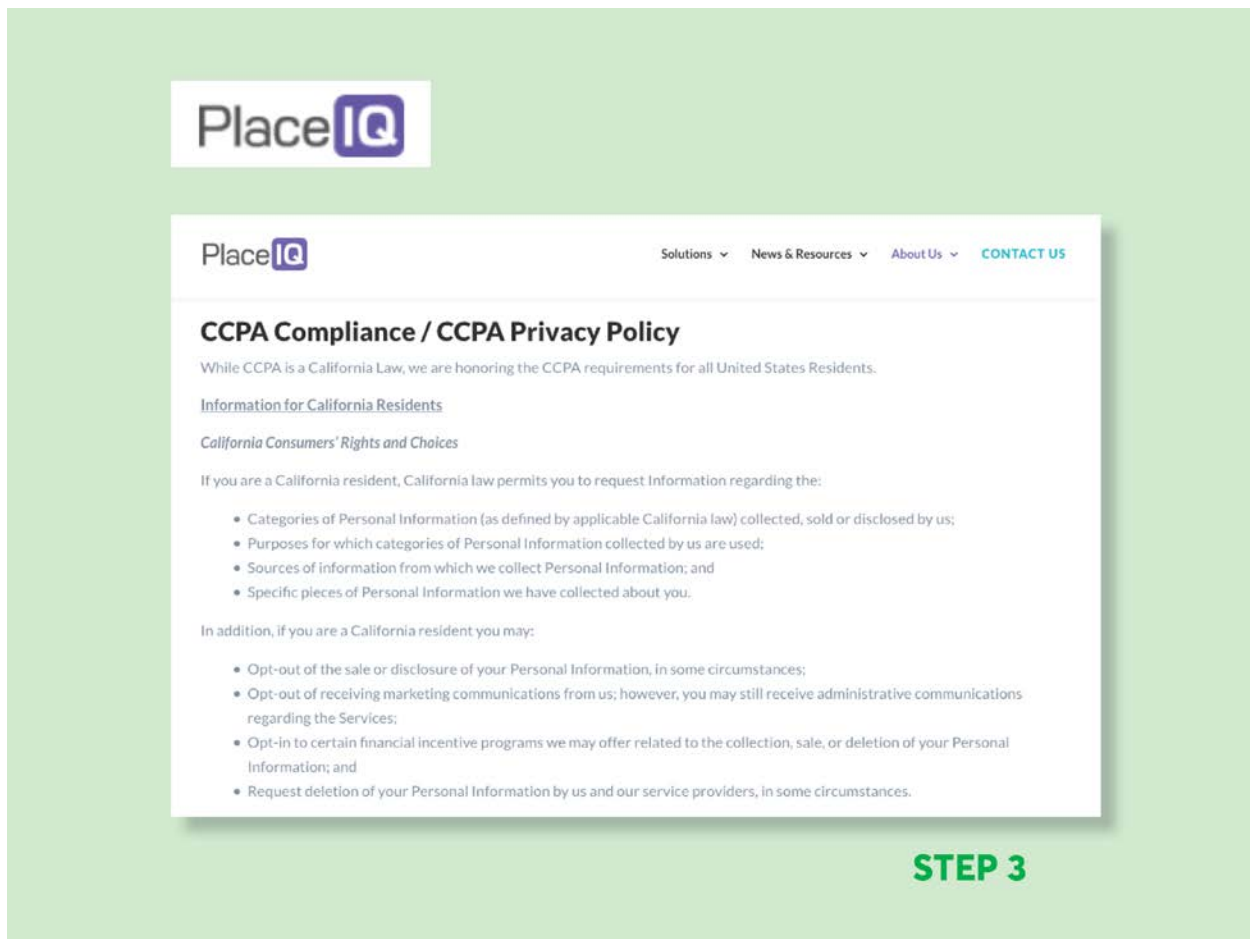 PlaceIQ
PlaceIQ
Solutions News & Resources About Us CONTACT US
CCPA Compliance / CCPA Privacy Policy
While CCPA is a California Law, we are honoring the CCPA requirements for all United States Residents.
Information for California Residents
California Consumers' Rights and Choices
If you are a California resident, California law permits you to request Information regarding the:
• Categories of Personal Information (as defined by applicable California law) collected, sold or disclosed by us;
• Purposes for which categories of Personal Information collected by us are used;
• Sources of information from which we collect Personal Information; and
• Specific pieces of Personal Information we have collected about you.
In addition, if you are a California resident you may:
• Opt-out of the sale or disclosure of your Personal Information, in some circumstances;
• Opt-out of receiving marketing communications from us; however, you may still receive administrative communications
regarding the Services;
• Opt-in to certain financial incentive programs we may offer related to the collection, sale, or deletion of your Personal
Information; and
• Request deletion of your Personal Information by us and our service providers, in some circumstances.
STEP 3